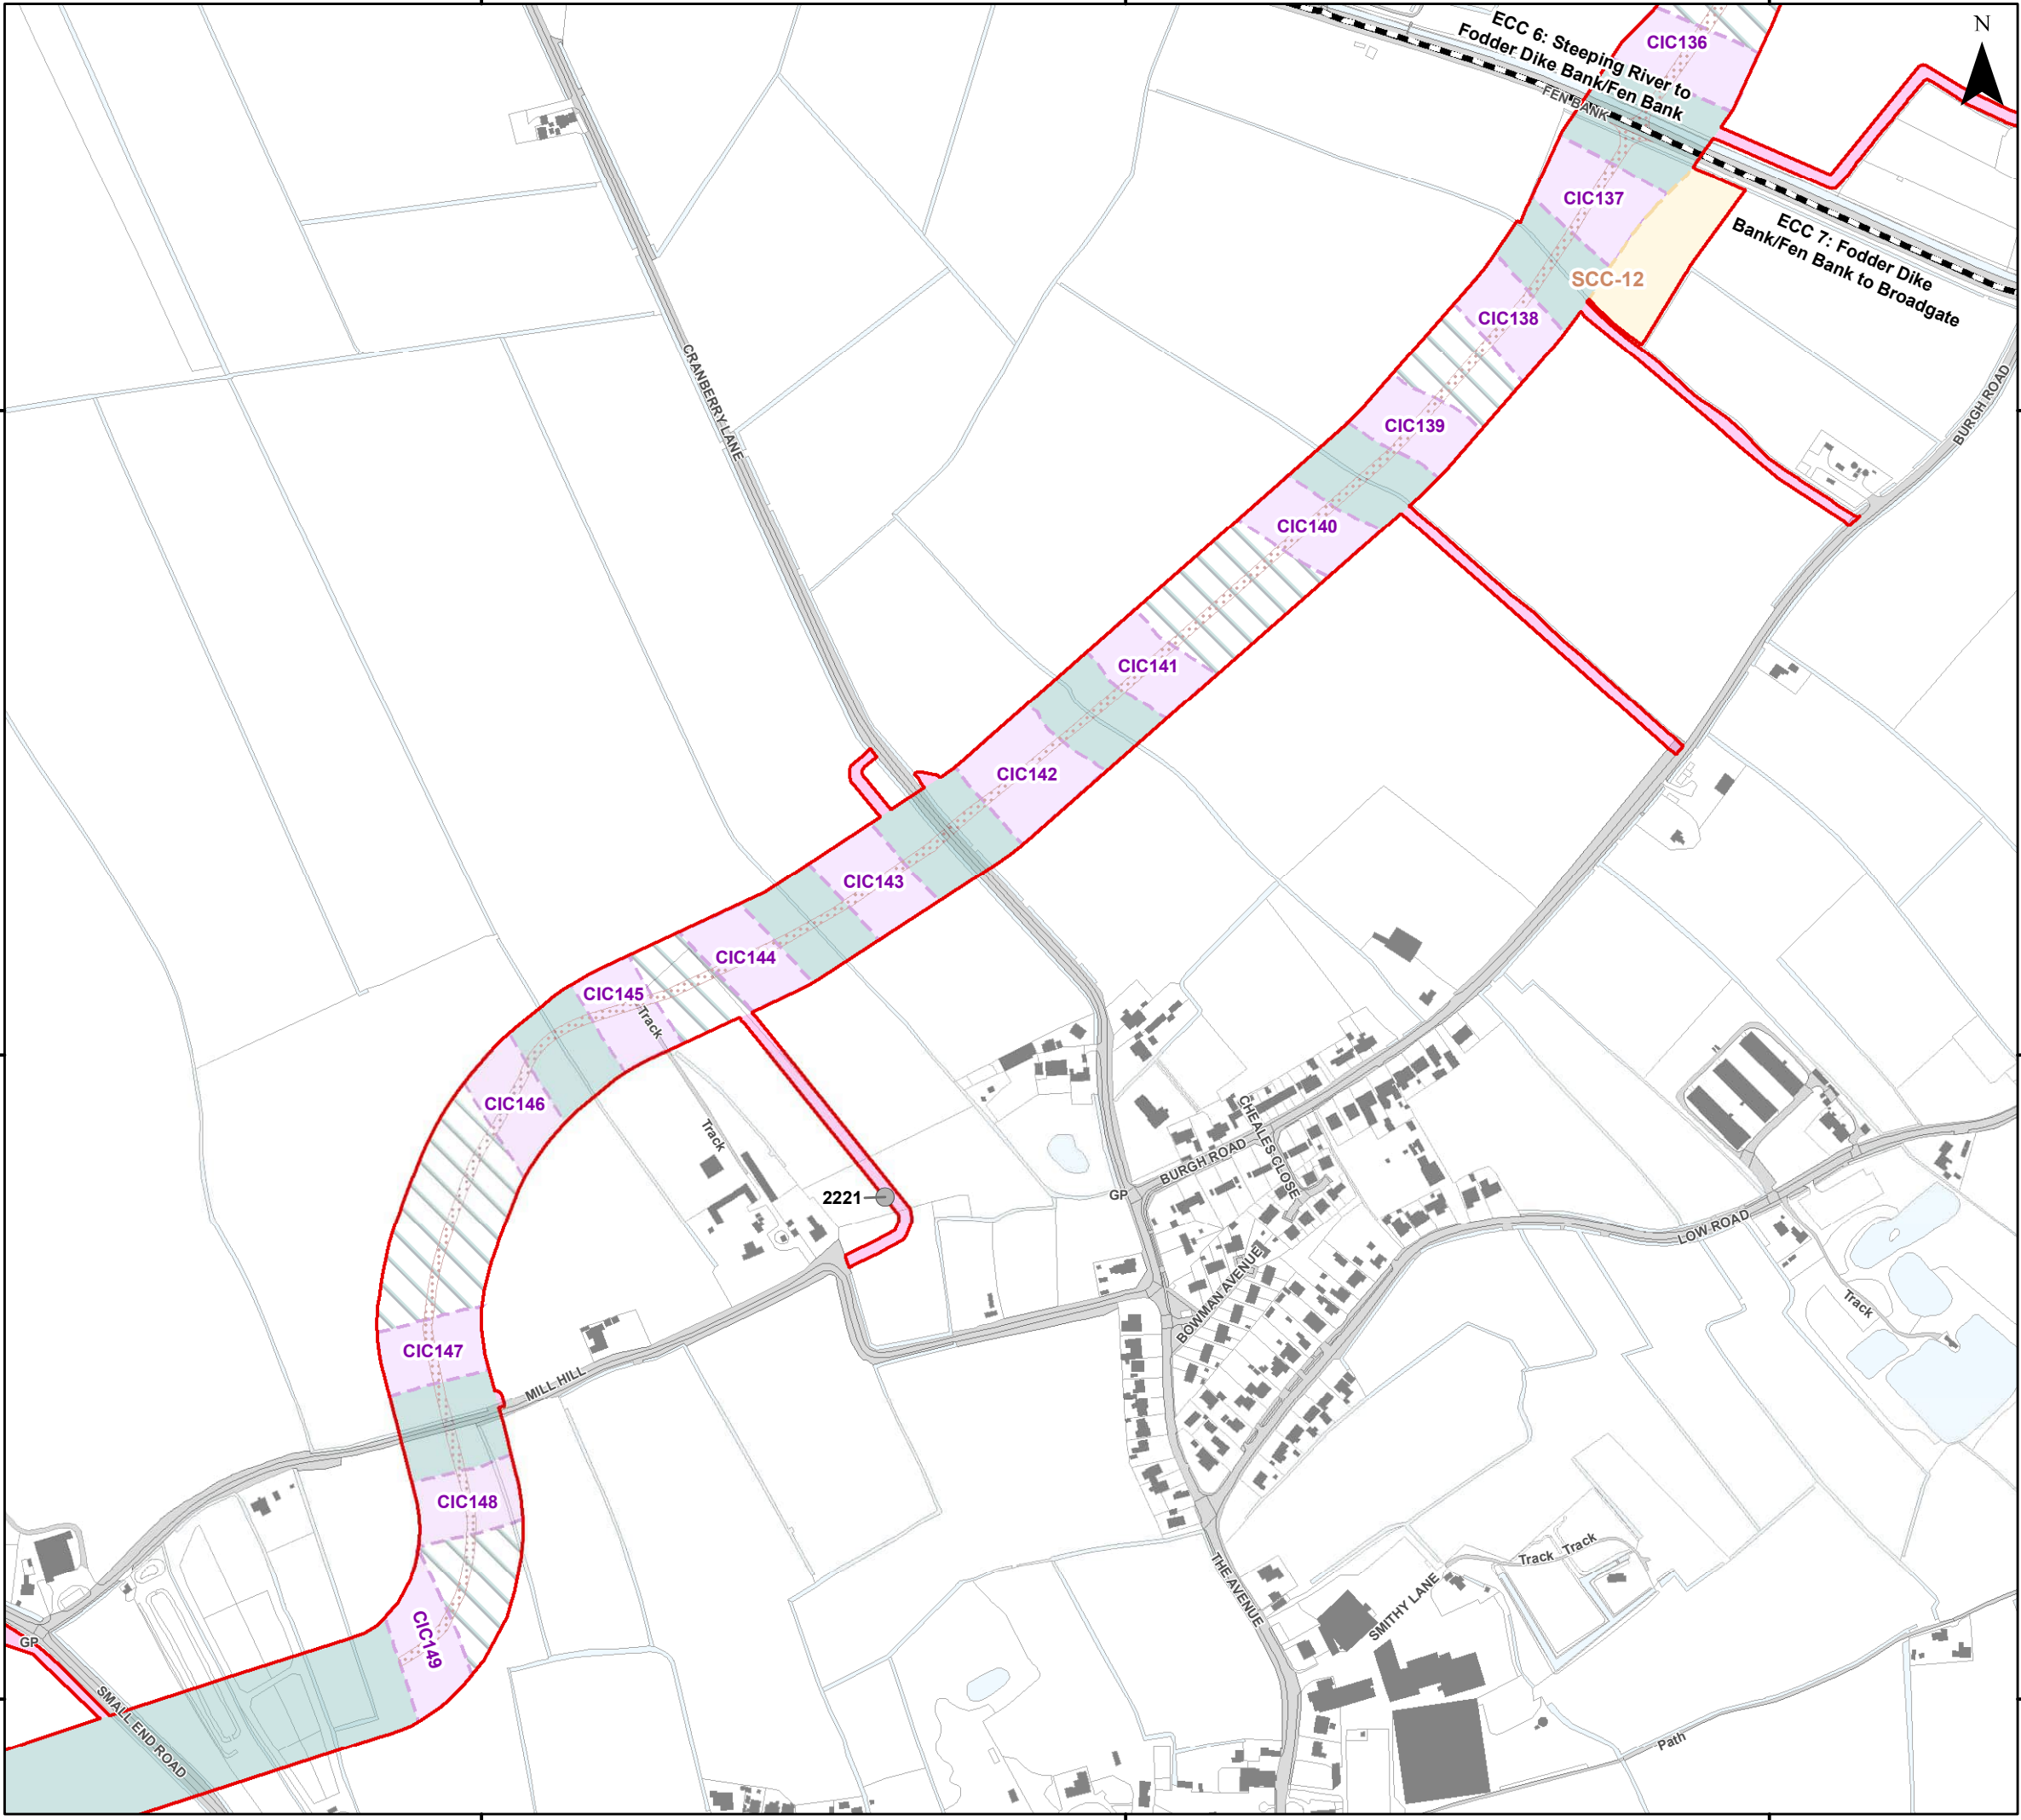 ECC 6: Steeping River to
Fodder Dike Bank/Fen Bank
CIC136
N
FEN BANK
CIC137
ECC 7: Fodder Dike
Bank/Fen Bank to Broadgate
SCC-12
CIC138
CRANBERRY LANE
BURGH ROAD
CIC139
CIC140
CIC141
CIC142
CIC143
CIC144
CIC145
Track
CIC146
Track
CHEALES CLOSE
BURGH ROAD
GP
2221
LOW ROAD
BOWMAN AVENUE
Track
CIC147
MILL HILL
CIC148
THE AVENUE
Track
Track
SMITHY LANE
CIC149
GP
SMALL END ROAD
Path